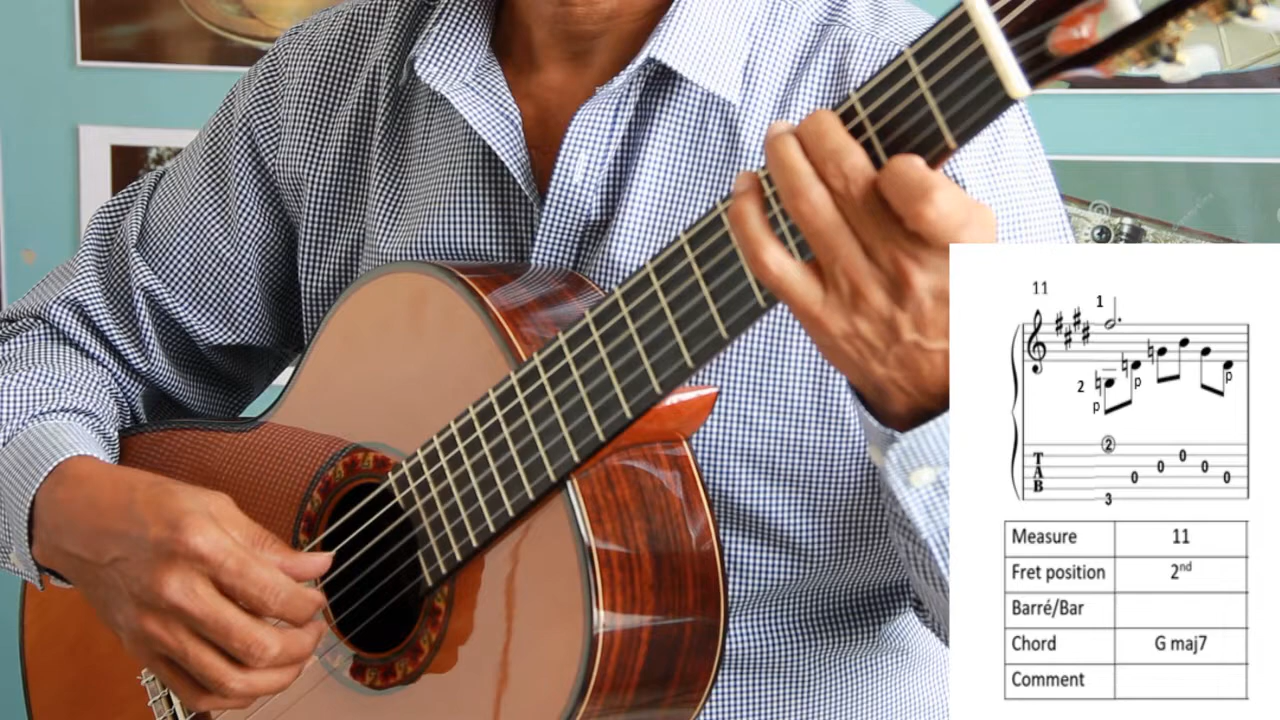 11
1
2
p
p
p
2
T
A
B
0
0
0
0
0
3
Measure 11
Fret position 2nd
Barré/Bar
Chord G maj7
Comment